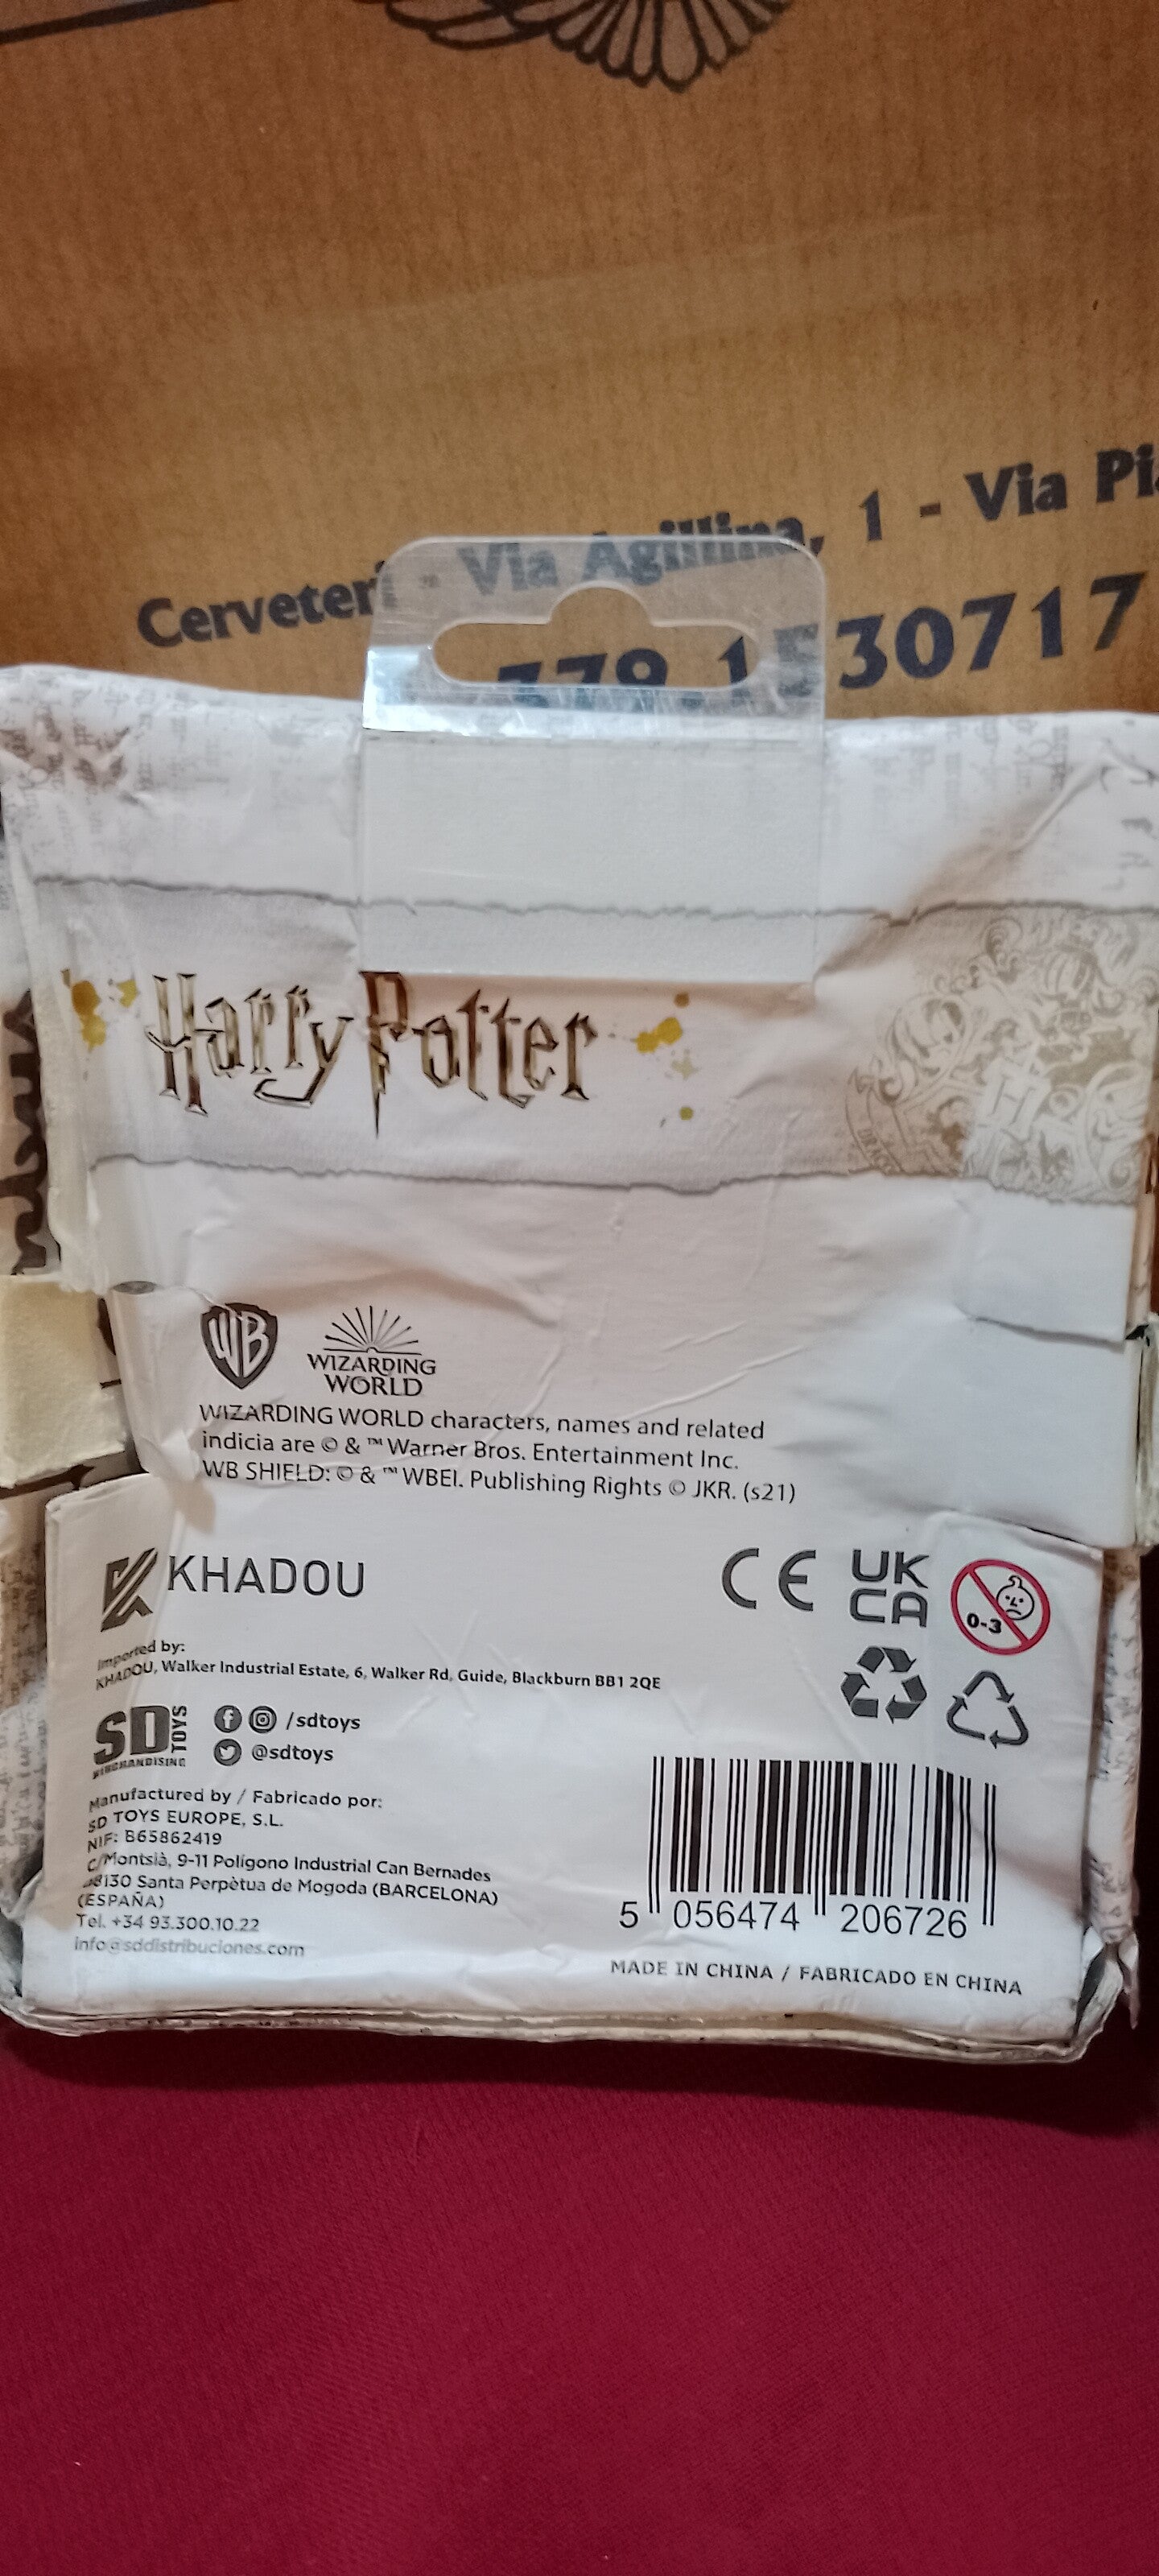 Cerveteri - Via Agillina, 1 - Via
379 1530717
Harry Potter
DRACO
H
WB
WIZARDING
WORLD
WIZARDING WORLD characters, names and related
indicia are © & ™ Warner Bros. Entertainment Inc.
WB SHIELD: © & ™ WBEI. Publishing Rights © JKR. (s21)
KHADOU
CE
UK
CA
0-3
Imported by:
KHADOU, Walker Industrial Estate, 6, Walker Rd, Guide, Blackburn BB1 2QE
SD TOYS
MERCHANDISING
/sdtoys
@sdtoys
Manufactured by / Fabricado por:
SD TOYS EUROPE, S.L.
NIF: B65862419
C/Montsià, 9-11 Polígono Industrial Can Bernades
08130 Santa Perpètua de Mogoda (BARCELONA)
(ESPAÑA)
Tel. +34 93.300.10.22
info@sddistribuciones.com
5 056474 206726
MADE IN CHINA / FABRICADO EN CHINA